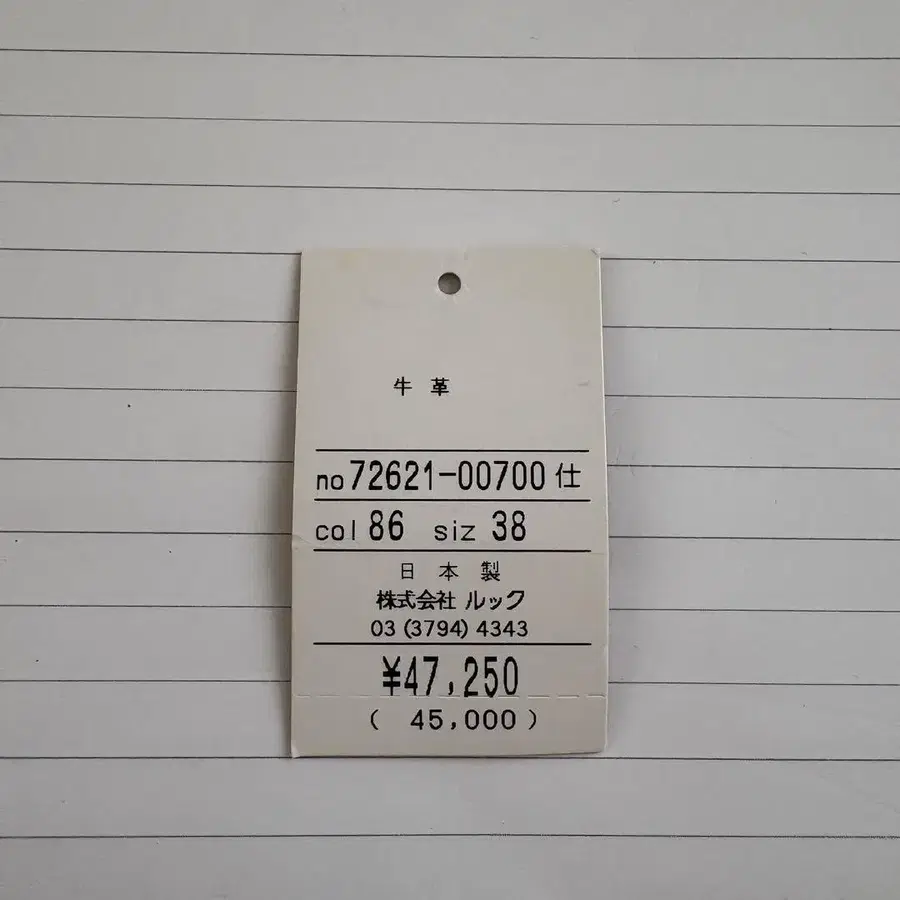 牛革
no 72621-00700 仕
col 86 siz 38
日本製
株式会社 ルック
03 (3794) 4343
¥47,250
( 45,000 )